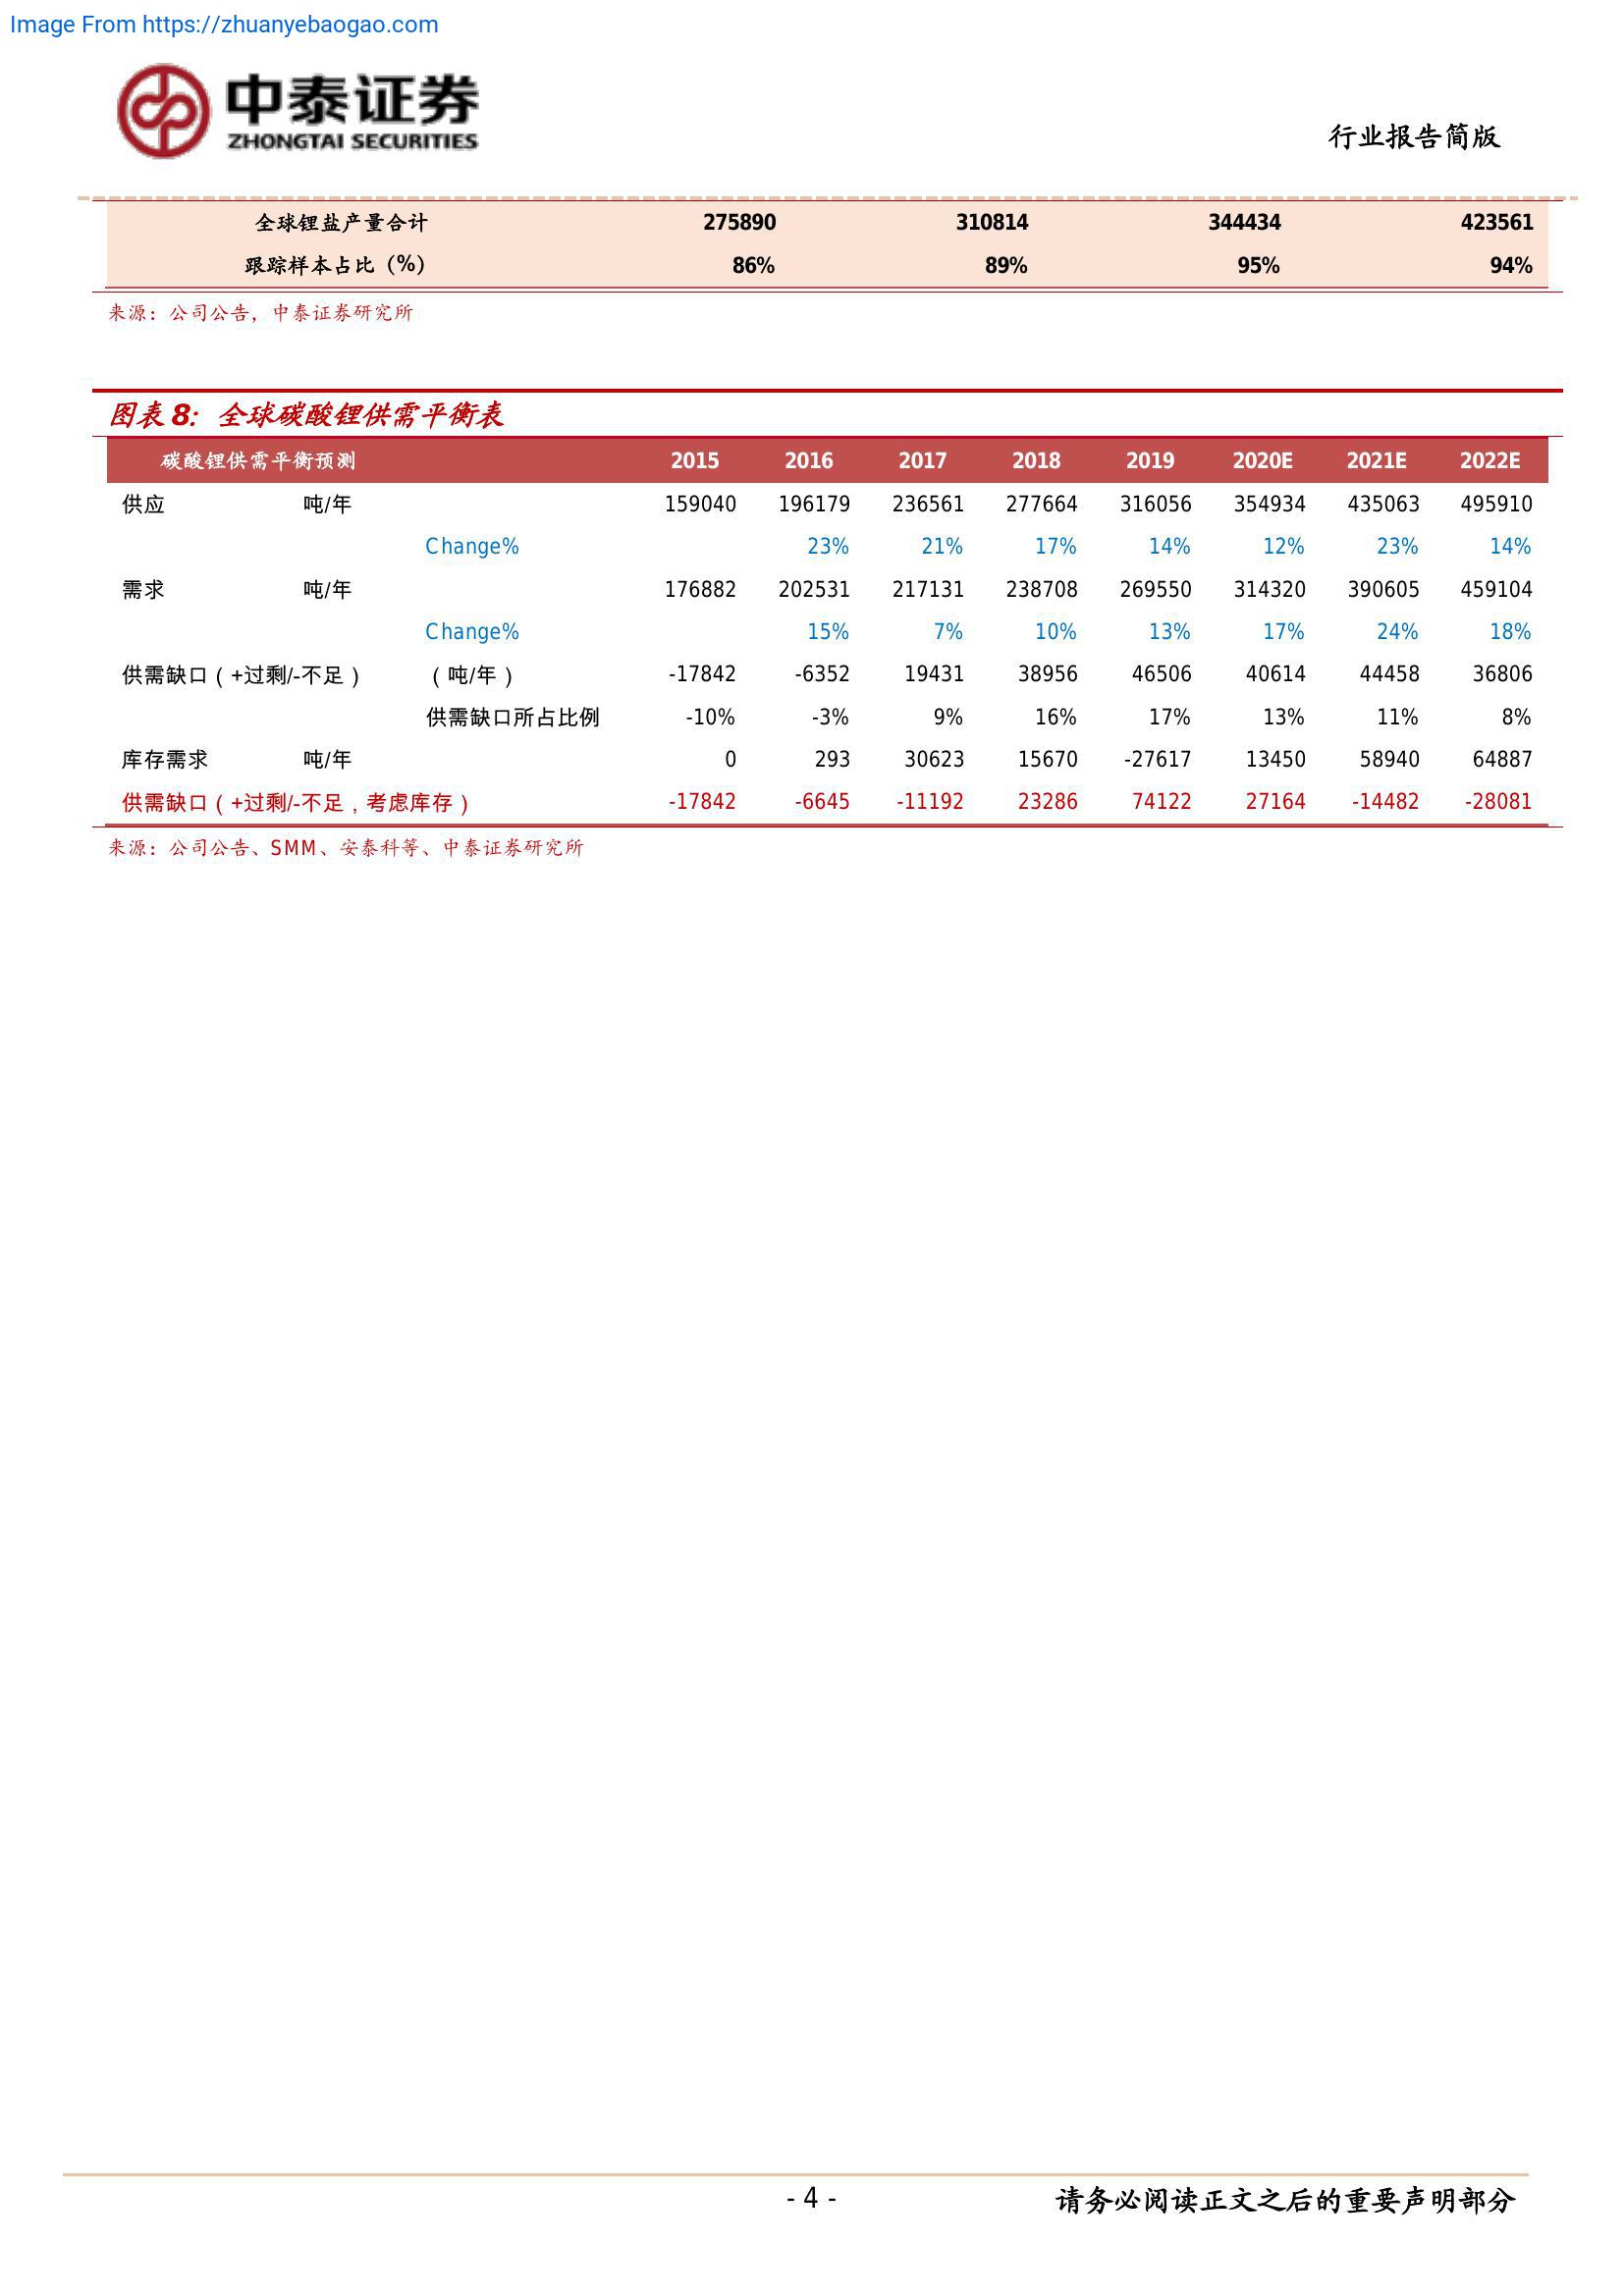 Image From https://zhuanyebaogao.com
中泰证券
ZHONGTAI SECURITIES
行业报告简版
全球锂盐产量合计 275890 310814 344434 423561
跟踪样本占比（%） 86% 89% 95% 94%
来源：公司公告，中泰证券研究所
图表 8：全球碳酸锂供需平衡表
碳酸锂供需平衡预测 2015 2016 2017 2018 2019 2020E 2021E 2022E
供应 吨/年 159040 196179 236561 277664 316056 354934 435063 495910
Change% 23% 21% 17% 14% 12% 23% 14%
需求 吨/年 176882 202531 217131 238708 269550 314320 390605 459104
Change% 15% 7% 10% 13% 17% 24% 18%
供需缺口（+过剩/-不足） （吨/年） -17842 -6352 19431 38956 46506 40614 44458 36806
供需缺口所占比例 -10% -3% 9% 16% 17% 13% 11% 8%
库存需求 吨/年 0 293 30623 15670 -27617 13450 58940 64887
供需缺口（+过剩/-不足，考虑库存） -17842 -6645 -11192 23286 74122 27164 -14482 -28081
来源：公司公告、SMM、安泰科等、中泰证券研究所
- 4 -
请务必阅读正文之后的重要声明部分